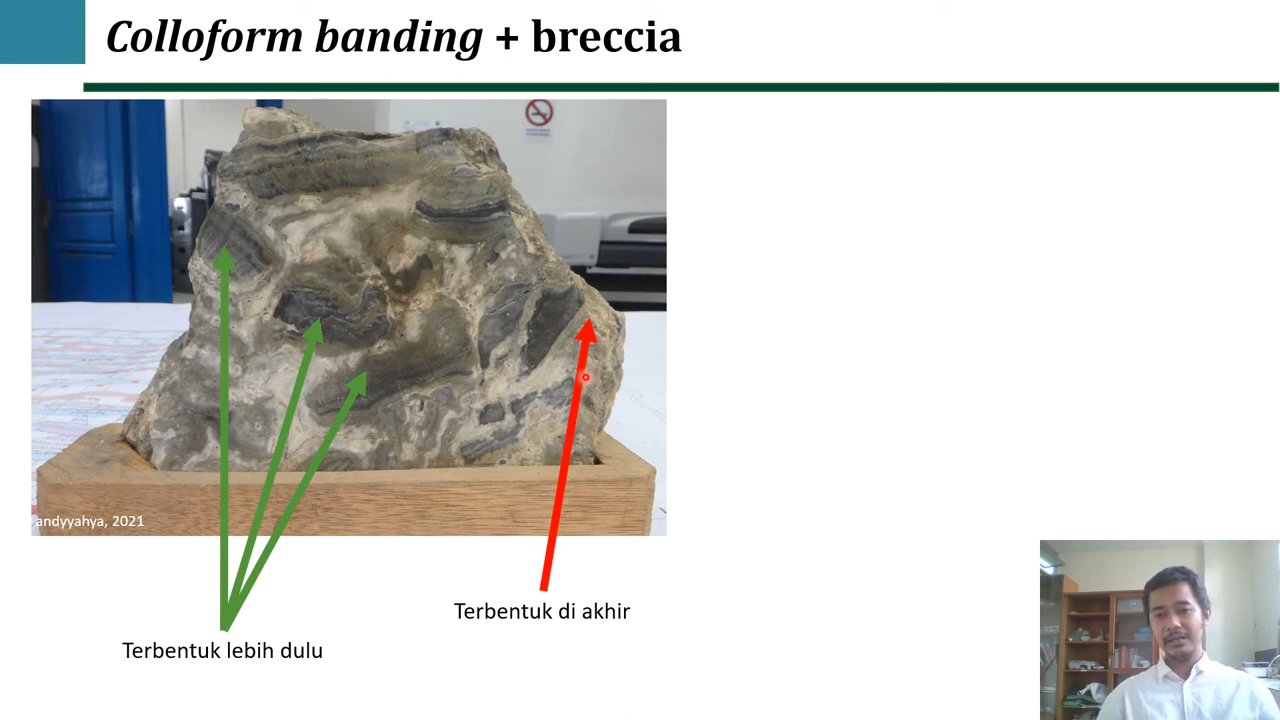 Colloform banding + breccia
andyyahya, 2021
Terbentuk di akhir
Terbentuk lebih dulu